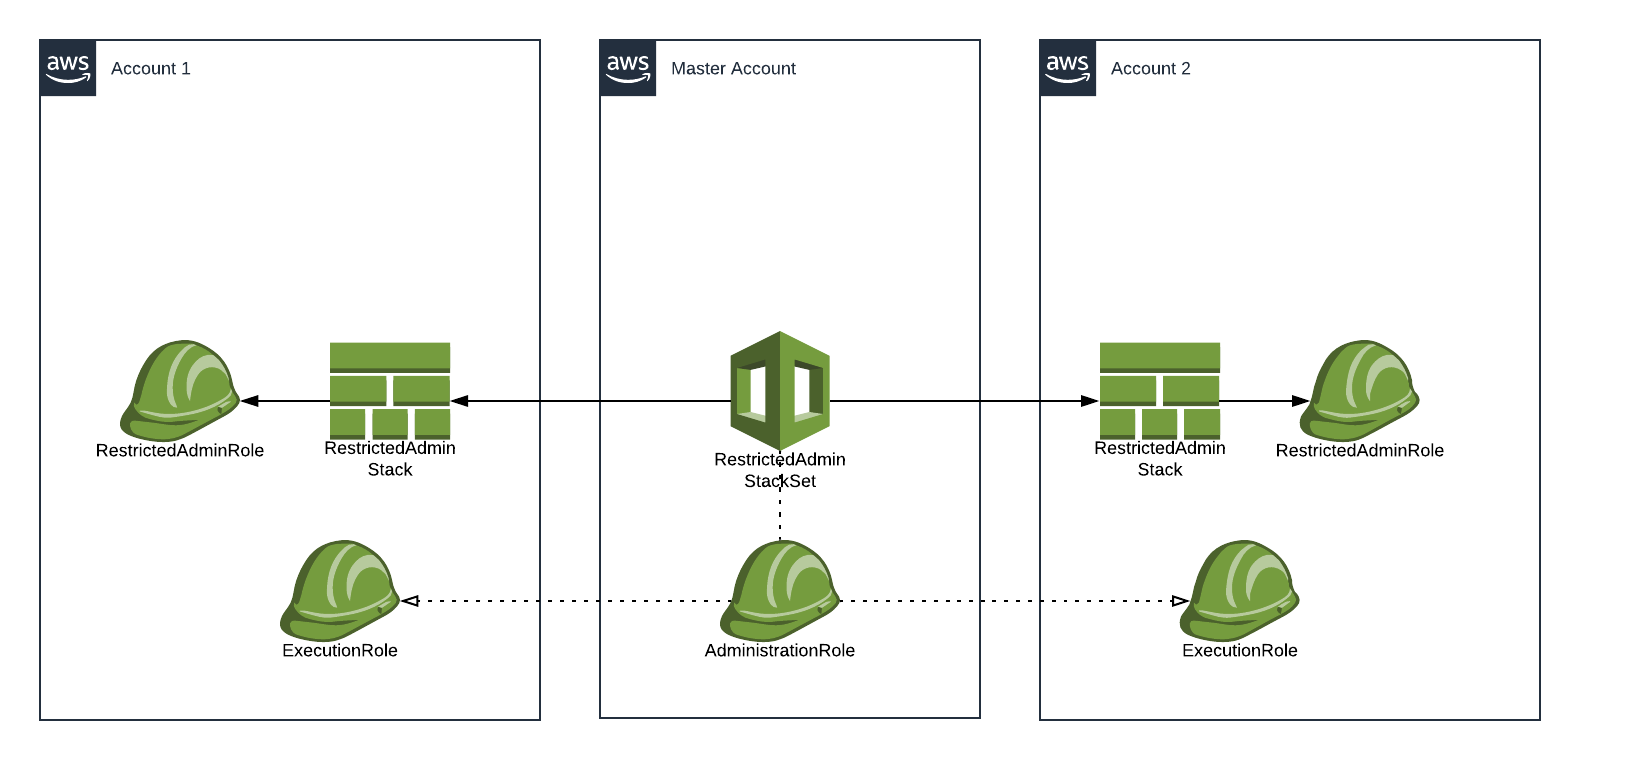 aws
Account 1
aws
Master Account
aws
Account 2
RestrictedAdminRole
RestrictedAdmin
Stack
RestrictedAdmin
StackSet
RestrictedAdmin
Stack
RestrictedAdminRole
ExecutionRole
AdministrationRole
ExecutionRole